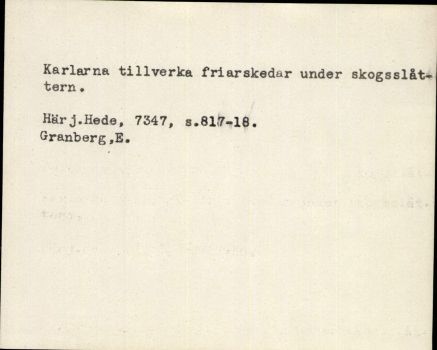 Karlarna tillverka friarskedar under skogsslåt-
tern.
Härj.Hede, 7347, s.817-18.
Granberg,E.